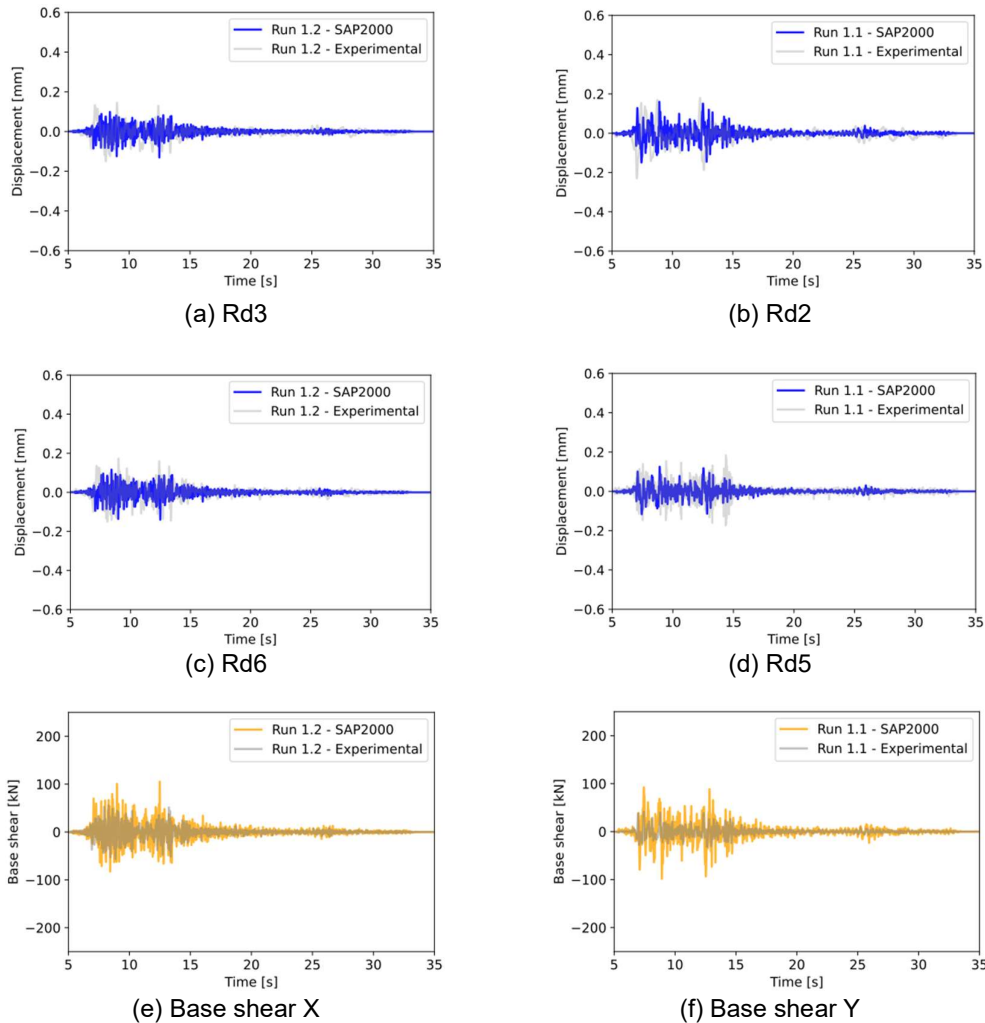 Run 1.2 - SAP2000
Run 1.2 - Experimental
Displacement [mm]
0.6
0.4
0.2
0.0
−0.2
−0.4
−0.6
5 10 15 20 25 30 35
Time [s]
(a) Rd3
Run 1.1 - SAP2000
Run 1.1 - Experimental
Displacement [mm]
0.6
0.4
0.2
0.0
−0.2
−0.4
−0.6
5 10 15 20 25 30 35
Time [s]
(b) Rd2
Run 1.2 - SAP2000
Run 1.2 - Experimental
Displacement [mm]
0.6
0.4
0.2
0.0
−0.2
−0.4
−0.6
5 10 15 20 25 30 35
Time [s]
(c) Rd6
Run 1.1 - SAP2000
Run 1.1 - Experimental
Displacement [mm]
0.6
0.4
0.2
0.0
−0.2
−0.4
−0.6
5 10 15 20 25 30 35
Time [s]
(d) Rd5
Run 1.2 - SAP2000
Run 1.2 - Experimental
Base shear [kN]
200
100
0
−100
−200
5 10 15 20 25 30 35
Time [s]
(e) Base shear X
Run 1.1 - SAP2000
Run 1.1 - Experimental
Base shear [kN]
200
100
0
−100
−200
5 10 15 20 25 30 35
Time [s]
(f) Base shear Y